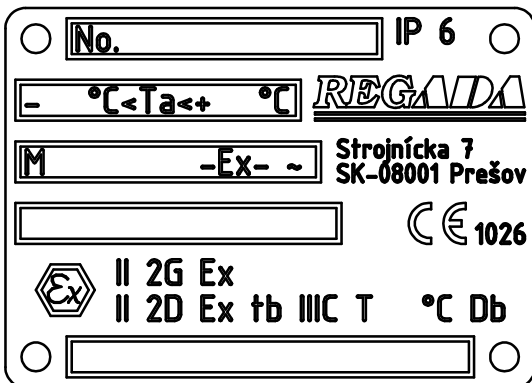 No. IP 6
- °C<Ta<+ °C REGADA
M -Ex- ~ Strojnícka 7
SK-08001 Prešov
CE 1026
Ex II 2G Ex
II 2D Ex tb IIIC T °C Db